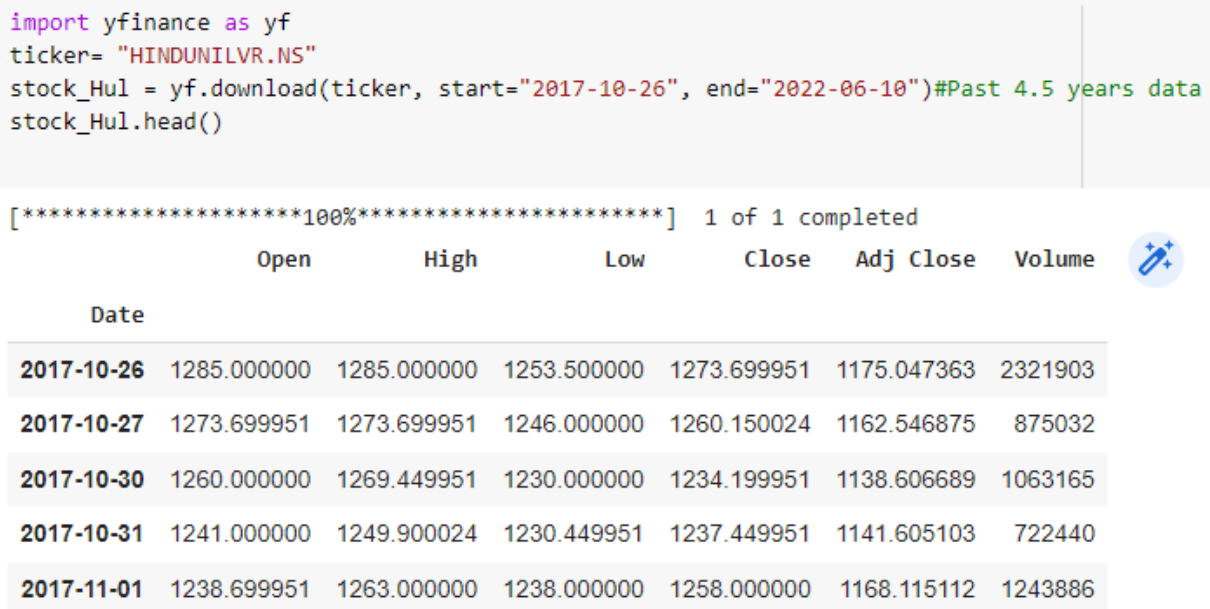 import yfinance as yf
ticker= "HINDUNILVR.NS"
stock_Hul = yf.download(ticker, start="2017-10-26", end="2022-06-10")#Past 4.5 years data
stock_Hul.head()
[*********************100%***********************]  1 of 1 completed
Open High Low Close Adj Close Volume
Date
2017-10-26 1285.000000 1285.000000 1253.500000 1273.699951 1175.047363 2321903
2017-10-27 1273.699951 1273.699951 1246.000000 1260.150024 1162.546875 875032
2017-10-30 1260.000000 1269.449951 1230.000000 1234.199951 1138.606689 1063165
2017-10-31 1241.000000 1249.900024 1230.449951 1237.449951 1141.605103 722440
2017-11-01 1238.699951 1263.000000 1238.000000 1258.000000 1168.115112 1243886